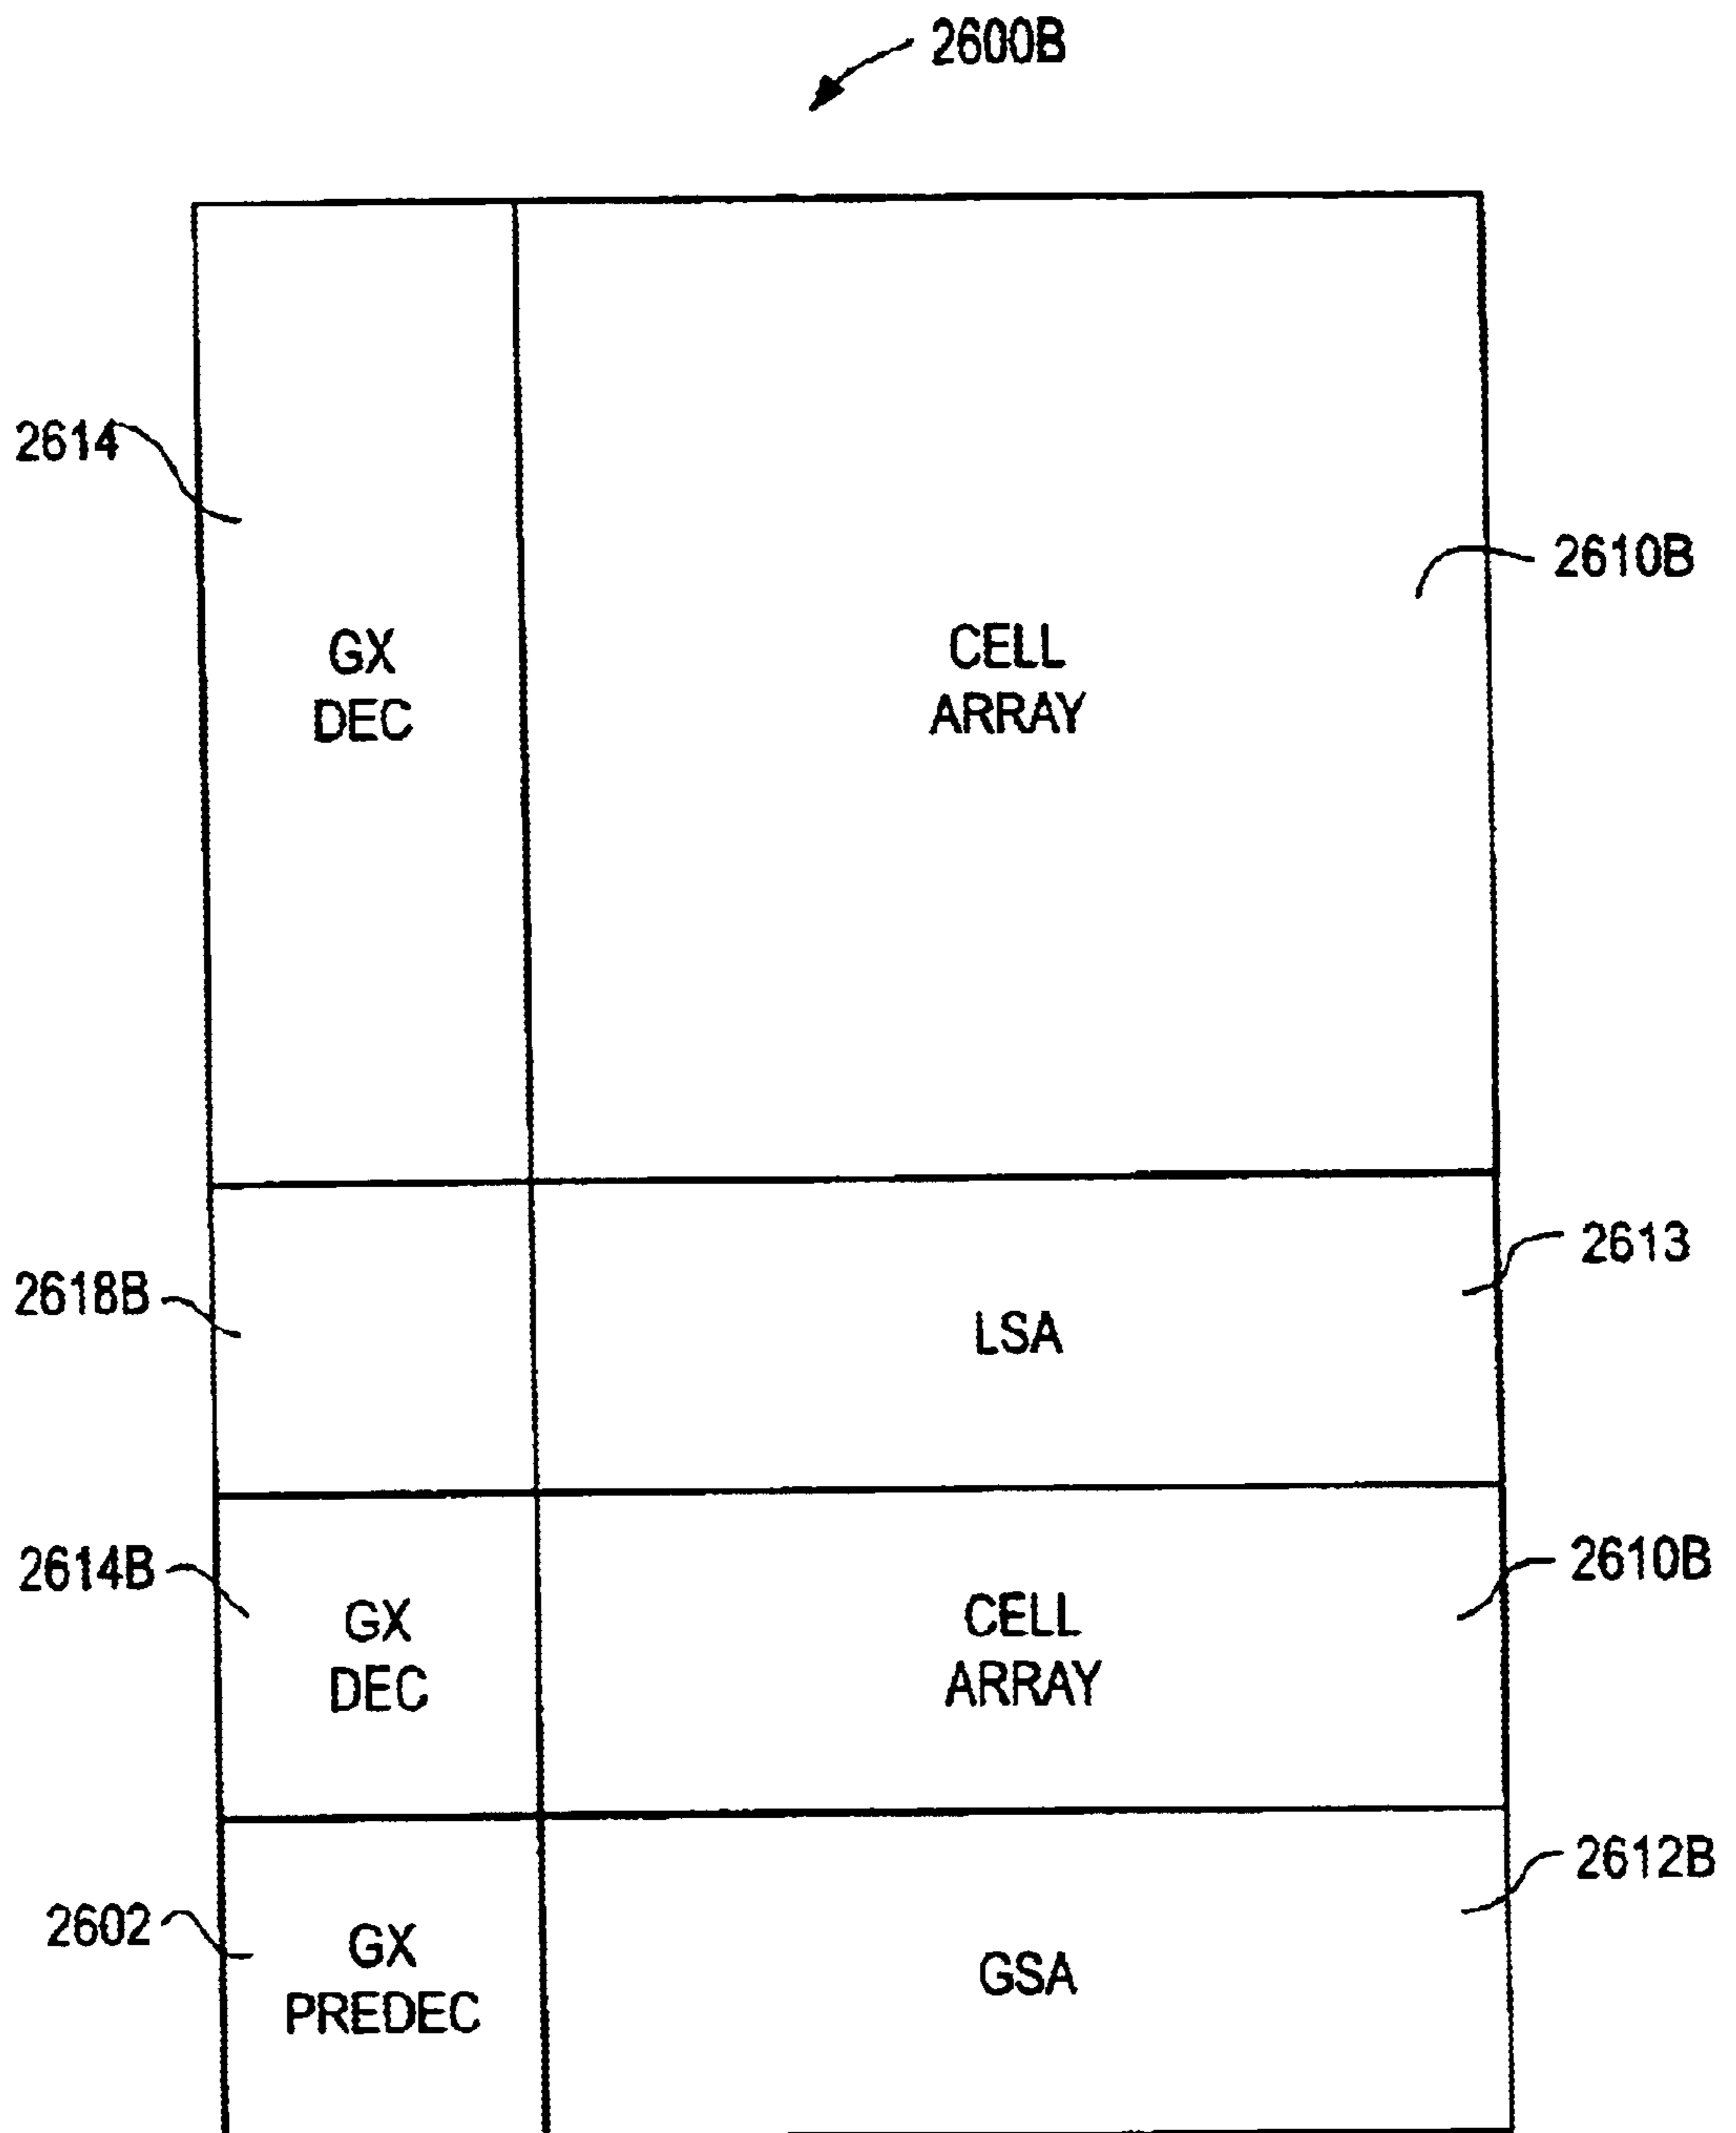 2600B
2614
2610B
GX
DEC
CELL
ARRAY
2618B
LSA
2613
2614B
GX
DEC
CELL
ARRAY
2610B
2602
GX
PREDEC
GSA
2612B